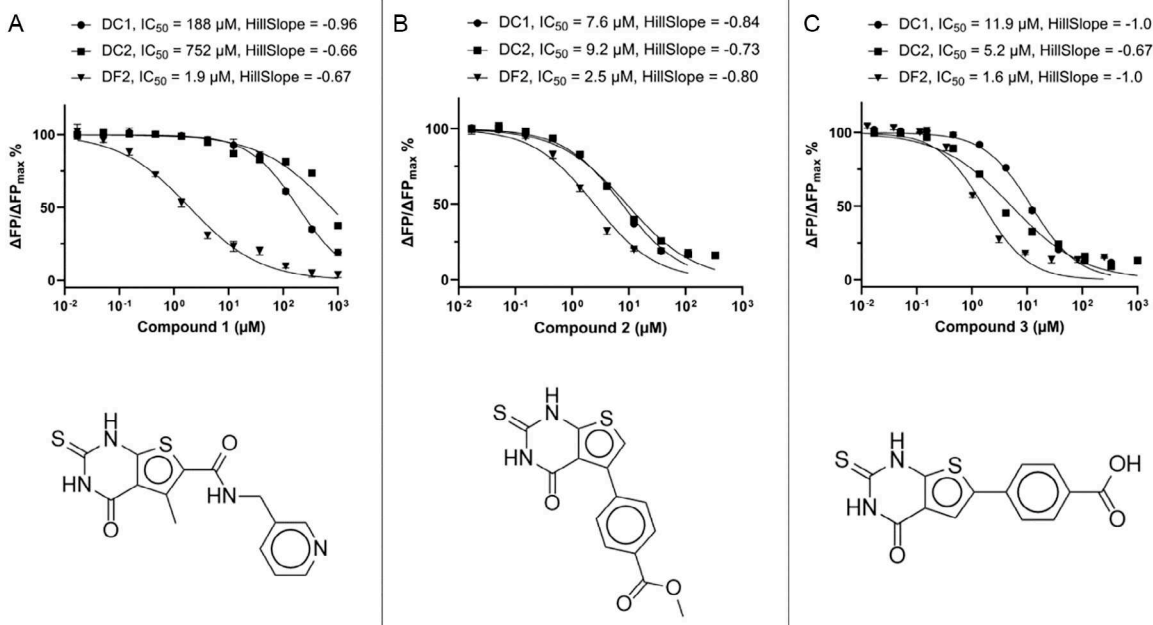 A
DC1, IC50 = 188 µM, HillSlope = -0.96
DC2, IC50 = 752 µM, HillSlope = -0.66
DF2, IC50 = 1.9 µM, HillSlope = -0.67
ΔFP/ΔFPmax %
100
50
0
10-2 10-1 100 101 102 103
Compound 1 (µM)
S
H
N
S
HN
O
O
HN
N
B
DC1, IC50 = 7.6 µM, HillSlope = -0.84
DC2, IC50 = 9.2 µM, HillSlope = -0.73
DF2, IC50 = 2.5 µM, HillSlope = -0.80
ΔFP/ΔFPmax %
100
50
0
10-2 10-1 100 101 102 103
Compound 2 (µM)
S
H
N
S
HN
O
O
O
C
DC1, IC50 = 11.9 µM, HillSlope = -1.0
DC2, IC50 = 5.2 µM, HillSlope = -0.67
DF2, IC50 = 1.6 µM, HillSlope = -1.0
ΔFP/ΔFPmax %
100
50
0
10-2 10-1 100 101 102 103
Compound 3 (µM)
S
H
N
S
HN
O
OH
O